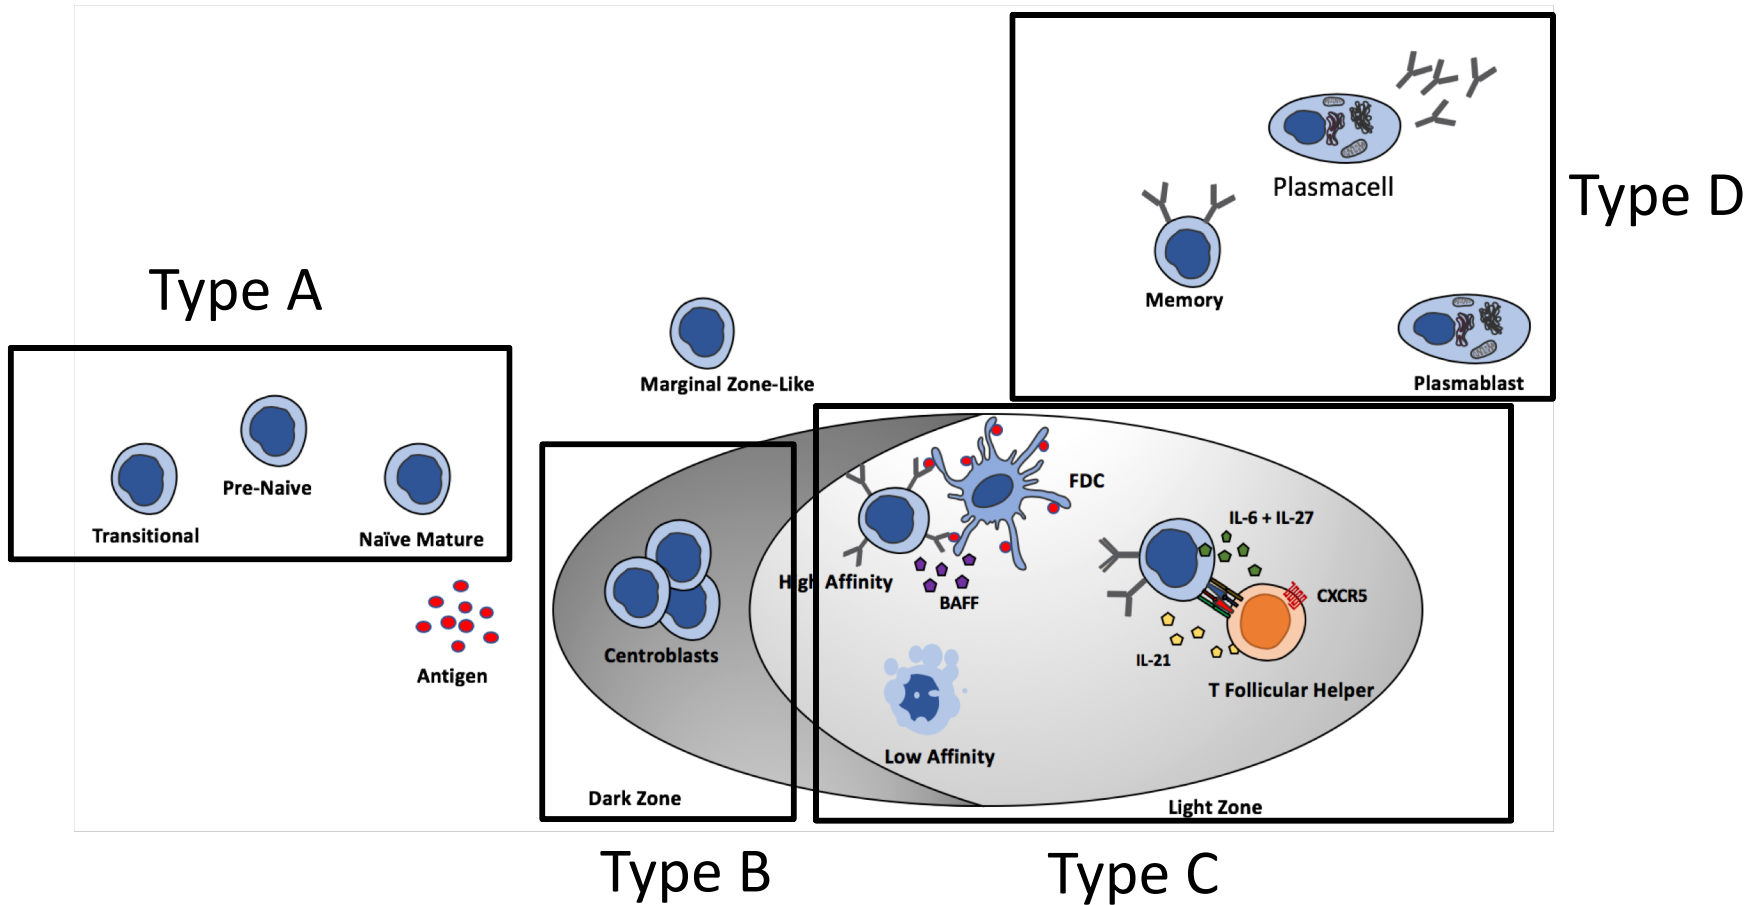 Type D
Plasmacell
Memory
Plasmablast
Type A
Marginal Zone-Like
Transitional
Pre-Naive
Naïve Mature
Antigen
FDC
IL-6 + IL-27
High Affinity
BAFF
CXCR5
Centroblasts
IL-21
T Follicular Helper
Low Affinity
Dark Zone
Light Zone
Type B
Type C